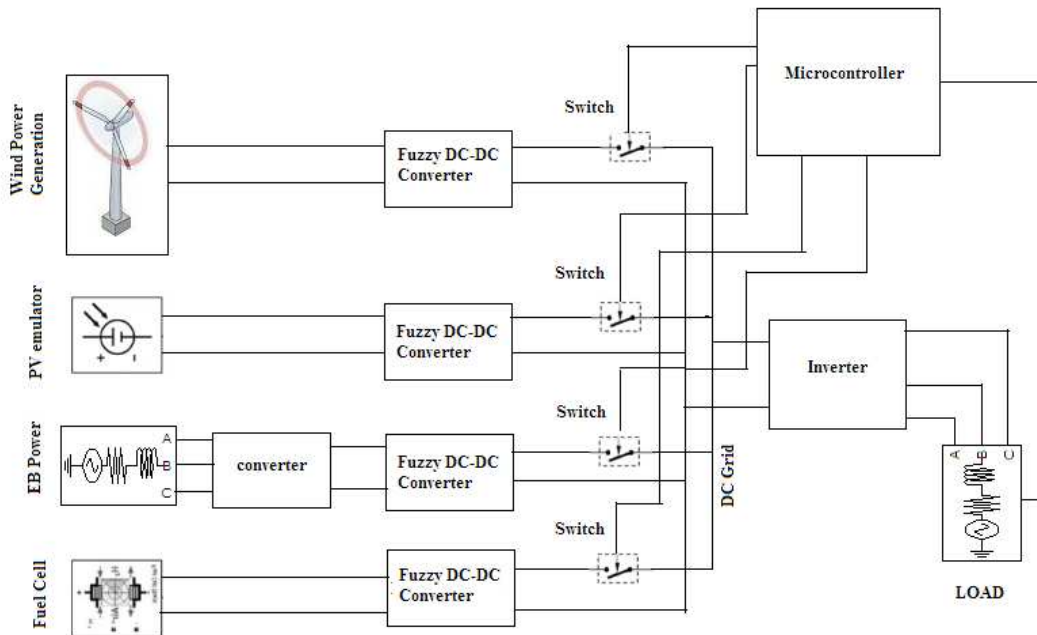 Microcontroller
Wind Power
Generation
Switch
Fuzzy DC-DC
Converter
Switch
PV emulator
Fuzzy DC-DC
Converter
+
-
Inverter
Switch
EB Power
A
B
C
converter
Fuzzy DC-DC
Converter
DC Grid
A B C
Switch
Fuel Cell
Fuzzy DC-DC
Converter
LOAD